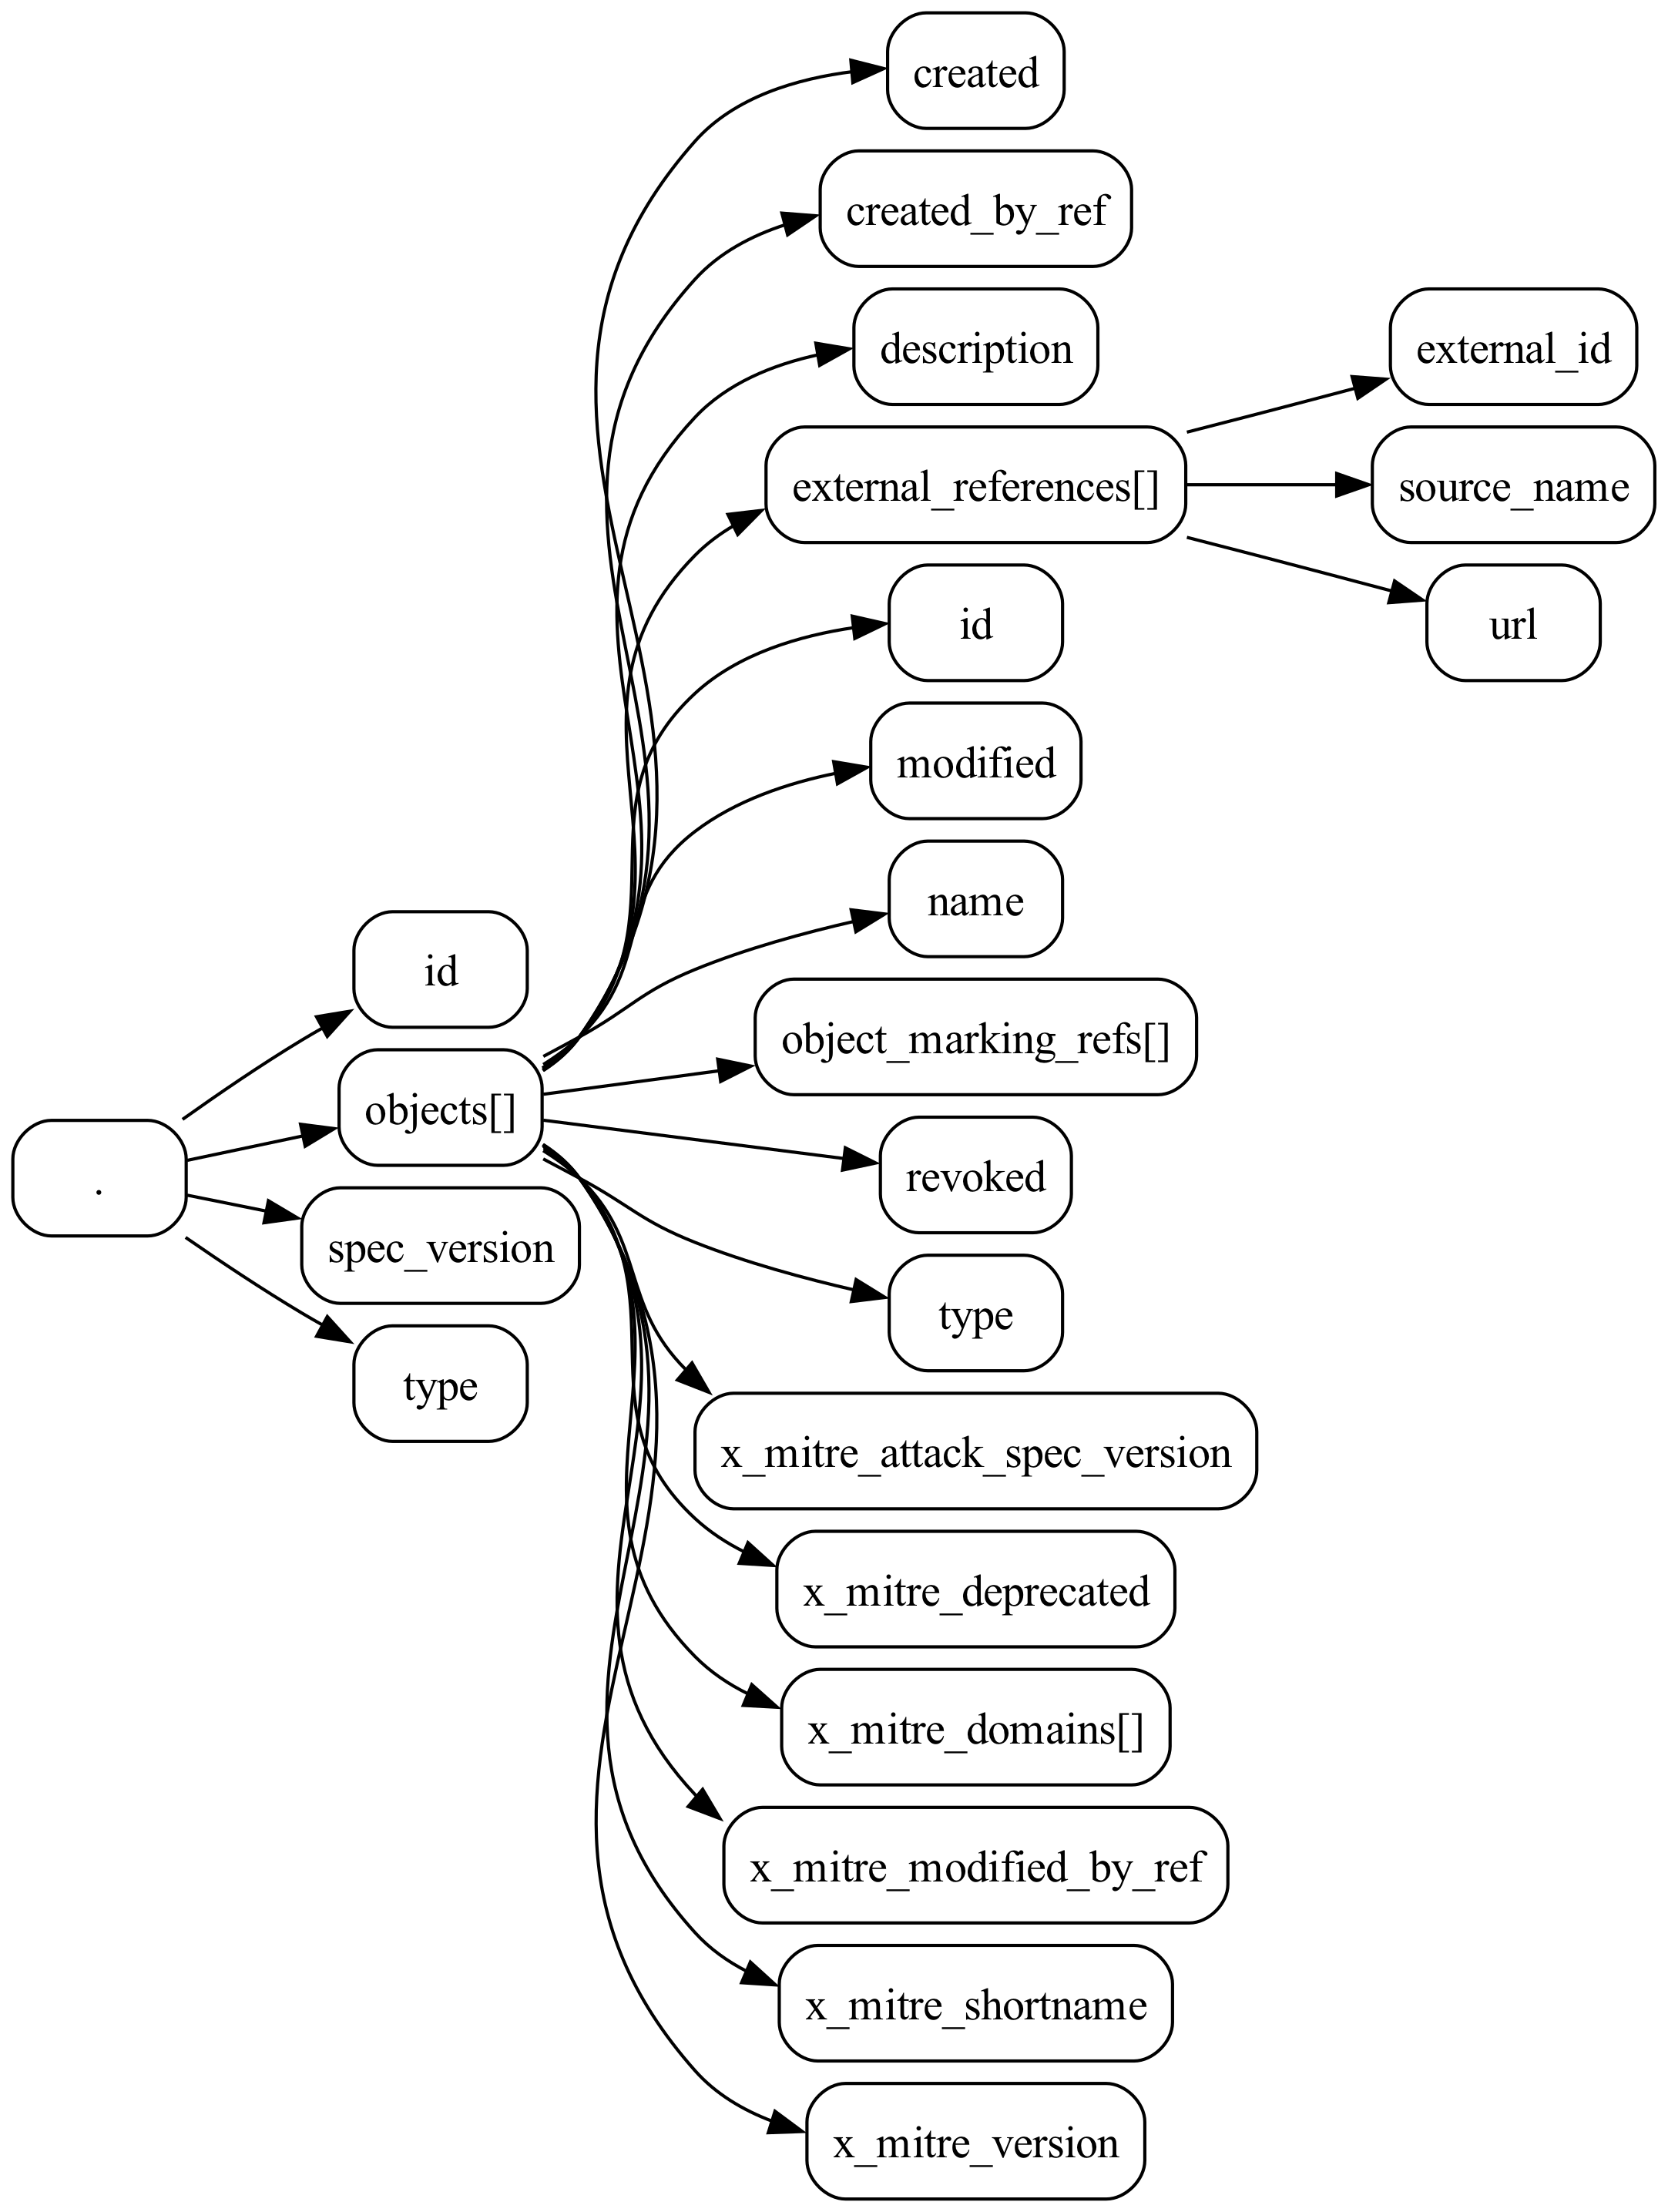 .
id
objects[]
spec_version
type
created
created_by_ref
description
external_references[]
id
modified
name
object_marking_refs[]
revoked
type
x_mitre_attack_spec_version
x_mitre_deprecated
x_mitre_domains[]
x_mitre_modified_by_ref
x_mitre_shortname
x_mitre_version
external_id
source_name
url